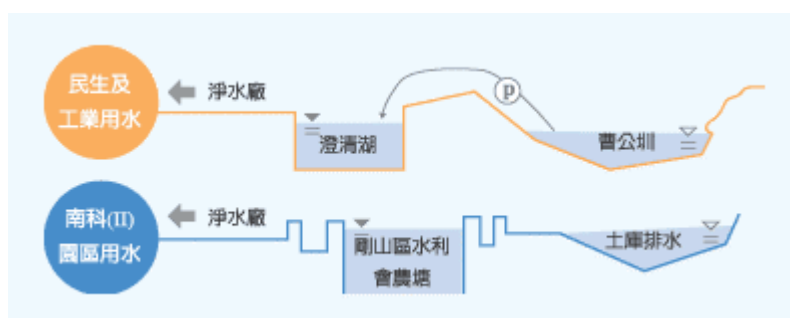 民生及
工業用水
淨水廠
澄清湖
P
曹公圳
南科(II)
園區用水
淨水廠
剛山區水利
會農塘
土庫排水